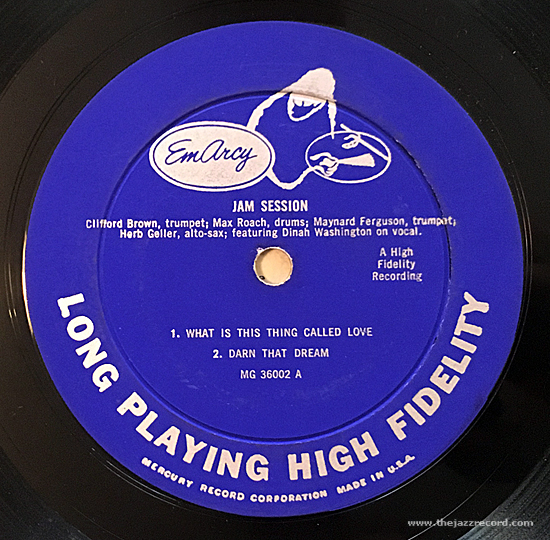 EmArcy
JAM SESSION
Clifford Brown, trumpet; Max Roach, drums; Maynard Ferguson, trumpet;
Herb Geller, alto-sax; featuring Dinah Washington on vocal.
A High
Fidelity
Recording
1. WHAT IS THIS THING CALLED LOVE
2. DARN THAT DREAM
MG 36002 A
LONG PLAYING HIGH FIDELITY
MERCURY RECORD CORPORATION MADE IN U.S.A.
www.thejazzrecord.com